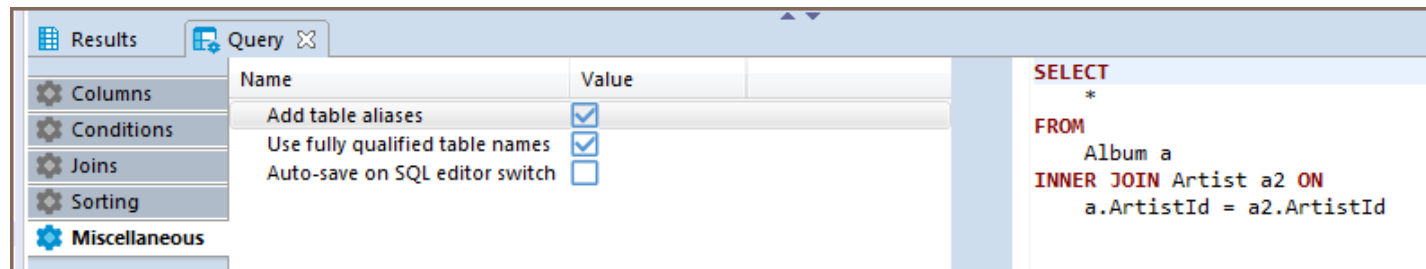 Results Query
Columns
Conditions
Joins
Sorting
Miscellaneous
Name Value
Add table aliases
Use fully qualified table names
Auto-save on SQL editor switch
SELECT
*
FROM
Album a
INNER JOIN Artist a2 ON
a.ArtistId = a2.ArtistId